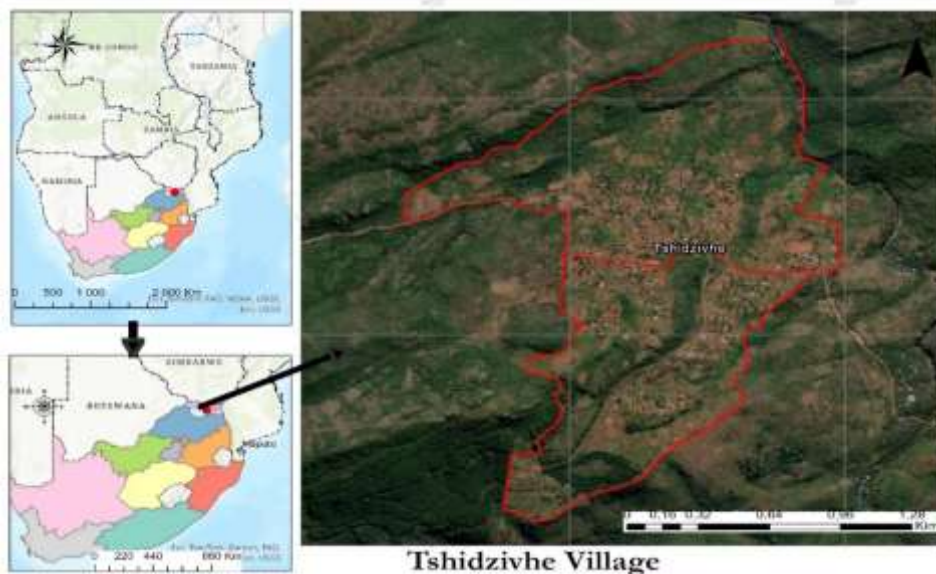 DR CONGO
TANZANIA
ANGOLA
ZAMBIA
NAMIBIA
0 500 1 000 2 000 Km
ZIMBABWE
BOTSWANA
Maputo
0 220 440 880 Km
Tshidzivhe
0 0,16 0,32 0,64 0,96 1,28
Km
Tshidzivhe Village